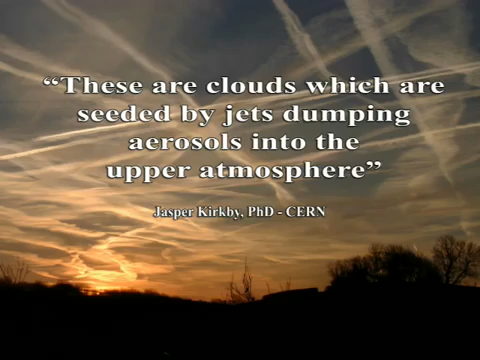 “These are clouds which are
seeded by jets dumping
aerosols into the
upper atmosphere”
Jasper Kirkby, PhD - CERN